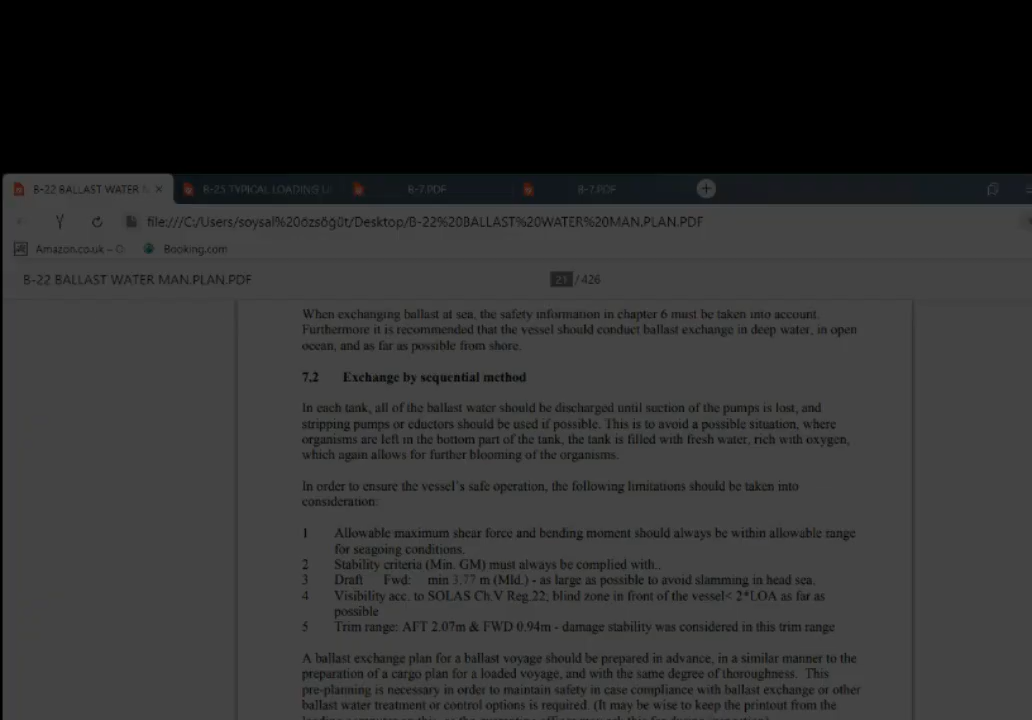 B-22 BALLAST WATER
B-25 TYPICAL LOADING
B-7.PDF
B-7.PDF
file:///C:/Users/soysal%20özsöğüt/Desktop/B-22%20BALLAST%20WATER%20MAN.PLAN.PDF
Amazon.co.uk –
Booking.com
B-22 BALLAST WATER MAN.PLAN.PDF
21 / 426
When exchanging ballast at sea, the safety information in chapter 6 must be taken into account.
Furthermore it is recommended that the vessel should conduct ballast exchange in deep water, in open
ocean, and as far as possible from shore.
7.2 Exchange by sequential method
In each tank, all of the ballast water should be discharged until suction of the pumps is lost, and
stripping pumps or eductors should be used if possible. This is to avoid a possible situation, where
organisms are left in the bottom part of the tank, the tank is filled with fresh water, rich with oxygen,
which again allows for further blooming of the organisms.
In order to ensure the vessel's safe operation, the following limitations should be taken into
consideration:
1 Allowable maximum shear force and bending moment should always be within allowable range
for seagoing conditions.
2 Stability criteria (Min. GM) must always be complied with..
3 Draft Fwd: min 3.77 m (Mld.) - as large as possible to avoid slamming in head sea.
4 Visibility acc. to SOLAS Ch.V Reg.22; blind zone in front of the vessel< 2*LOA as far as
possible
5 Trim range: AFT 2.07m & FWD 0.94m - damage stability was considered in this trim range
A ballast exchange plan for a ballast voyage should be prepared in advance, in a similar manner to the
preparation of a cargo plan for a loaded voyage, and with the same degree of thoroughness. This
pre-planning is necessary in order to maintain safety in case compliance with ballast exchange or other
ballast water treatment or control options is required. (It may be wise to keep the printout from the